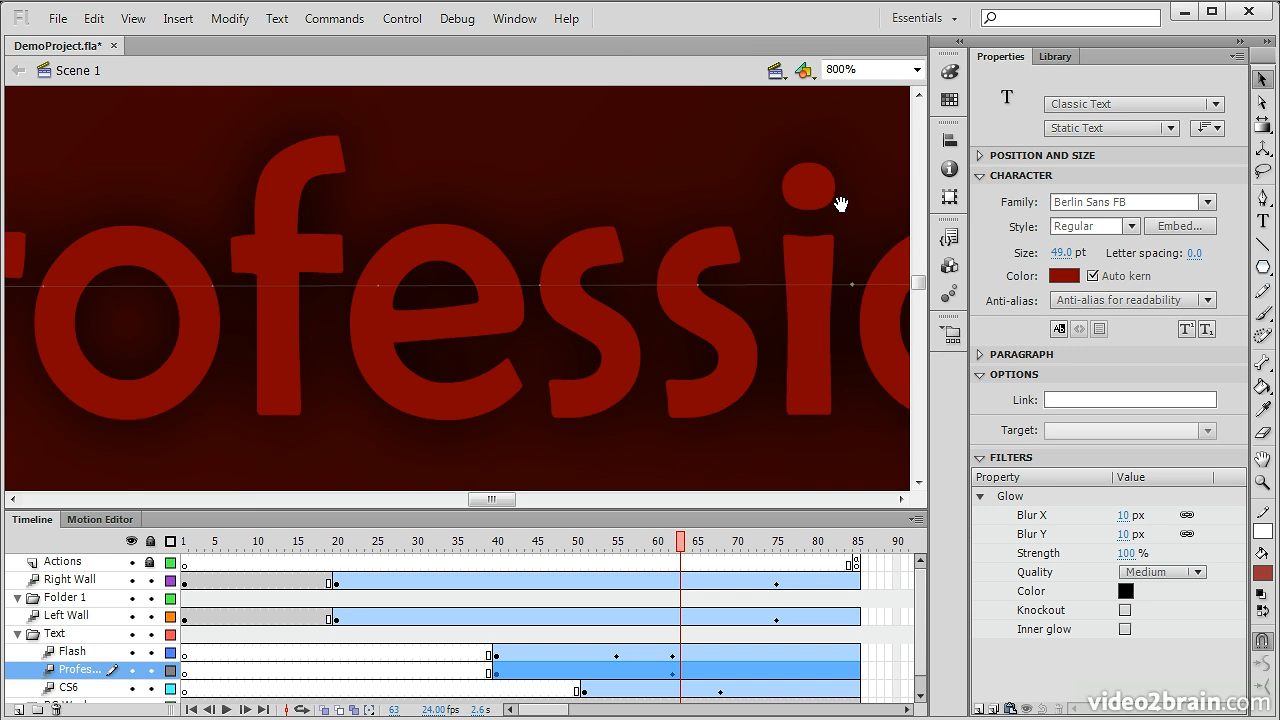 Fl File Edit View Insert Modify Text Commands Control Debug Window Help Essentials
DemoProject.fla* ×
Scene 1 800%
rofessio
Properties Library
T
Classic Text
Static Text
POSITION AND SIZE
CHARACTER
Family: Berlin Sans FB
Style: Regular Embed...
Size: 49.0 pt Letter spacing: 0.0
Color: Auto kern
Anti-alias: Anti-alias for readability
PARAGRAPH
OPTIONS
Link:
Target:
FILTERS
Property Value
Glow
Blur X 10 px
Blur Y 10 px
Strength 100 %
Quality Medium
Color
Knockout
Inner glow
Timeline Motion Editor
1 5 10 15 20 25 30 35 40 45 50 55 60 65 70 75 80 85 90
Actions
Right Wall
Folder 1
Left Wall
Text
Flash
Profes...
CS6
63 24.00 fps 2.6 s
video2brain.com